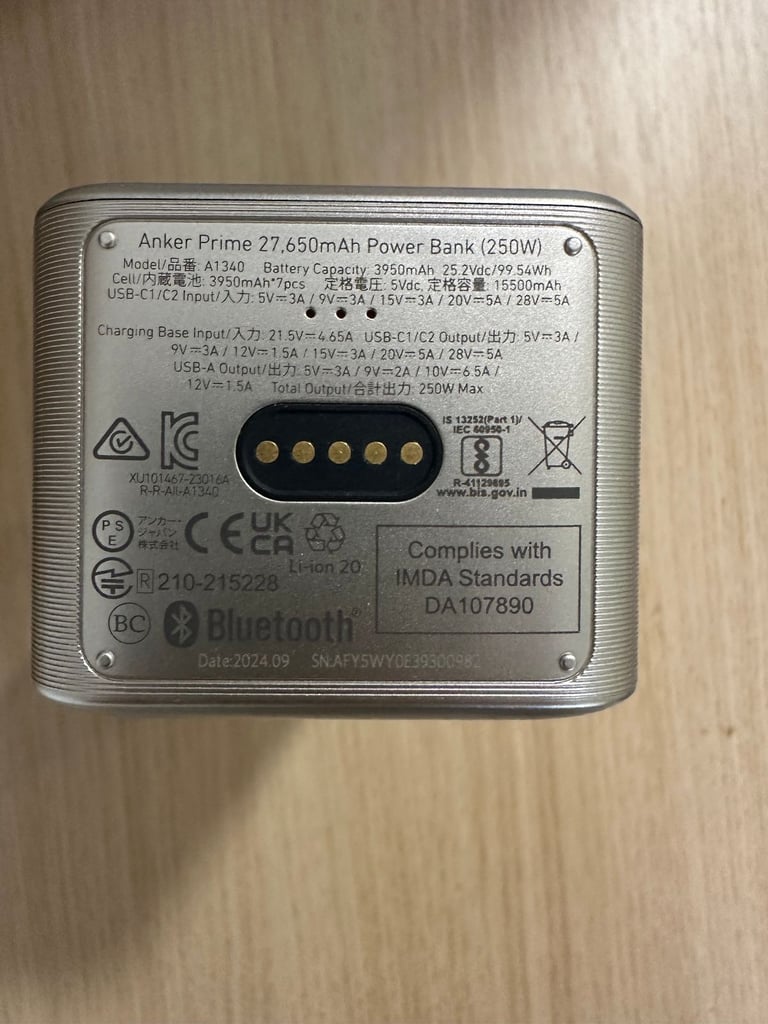 Anker Prime 27,650mAh Power Bank (250W)
Model/品番: A1340 Battery Capacity: 3950mAh 25.2Vdc/99.54Wh
Cell/内蔵電池: 3950mAh*7pcs 定格電圧: 5Vdc, 定格容量: 15500mAh
USB-C1/C2 Input/入力: 5V⎓3A / 9V⎓3A / 15V⎓3A / 20V⎓5A / 28V⎓5A
Charging Base Input/入力: 21.5V⎓4.65A USB-C1/C2 Output/出力: 5V⎓3A /
9V⎓3A / 12V⎓1.5A / 15V⎓3A / 20V⎓5A / 28V⎓5A
USB-A Output/出力: 5V⎓3A / 9V⎓2A / 10V⎓6.5A /
12V⎓1.5A Total Output/合計出力: 250W Max
KC
XU101467-23016A
R-R-AII-A1340
IS 13252(Part 1)/
IEC 60950-1
R-41129695
www.bis.gov.in
PSE
アンカー・
ジャパン
株式会社
CE
UK
CA
Li-ion 20
R 210-215228
BC
Bluetooth®
Complies with
IMDA Standards
DA107890
Date:2024.09 SN:AFY5WY0E39300982